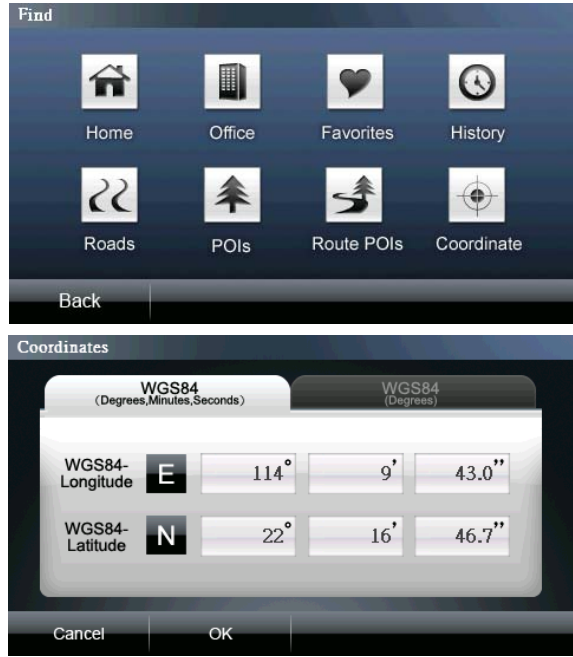 Find
Home Office Favorites History
Roads POIs Route POIs Coordinate
Back
Coordinates
WGS84 WGS84
(Degrees,Minutes,Seconds) (Degrees)
WGS84-
Longitude E 114° 9' 43.0"
WGS84-
Latitude N 22° 16' 46.7"
Cancel OK